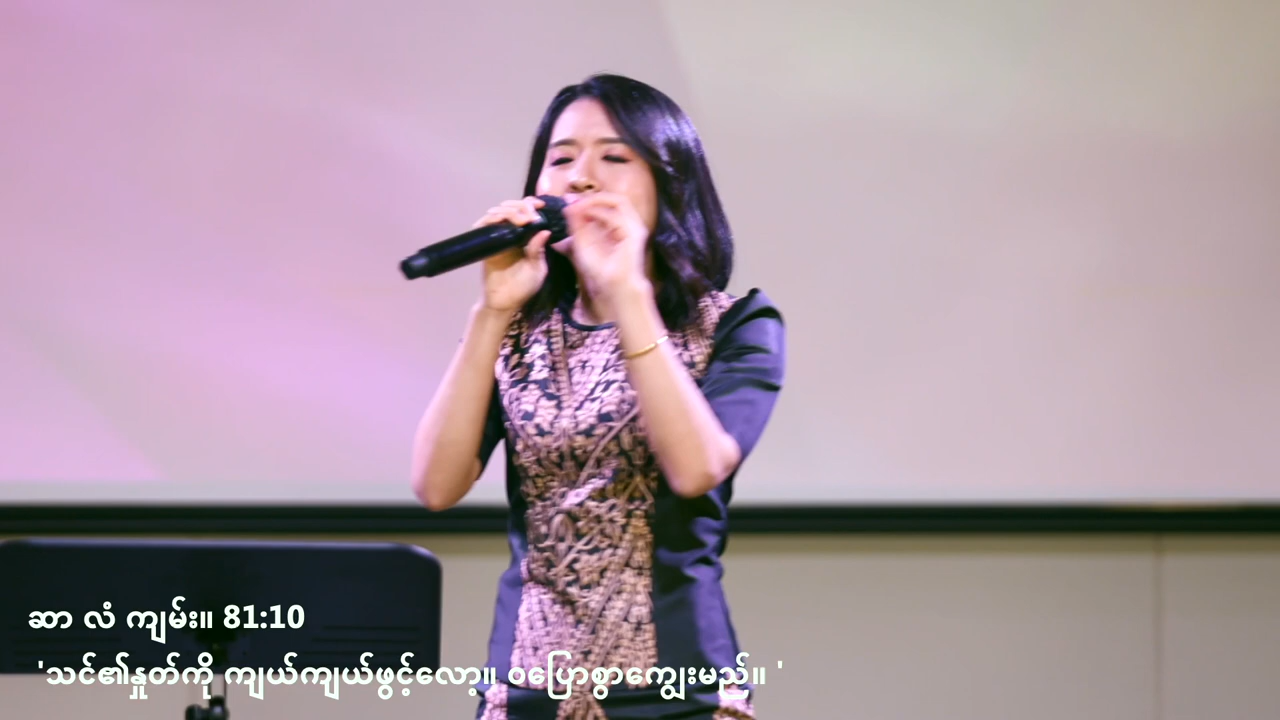 ဆာ လံ ကျမ်း။ 81:10
'သင်၏နှုတ်ကို ကျယ်ကျယ်ဖွင့်လော့။ ဝပြောစွာကျွေးမည်။ '